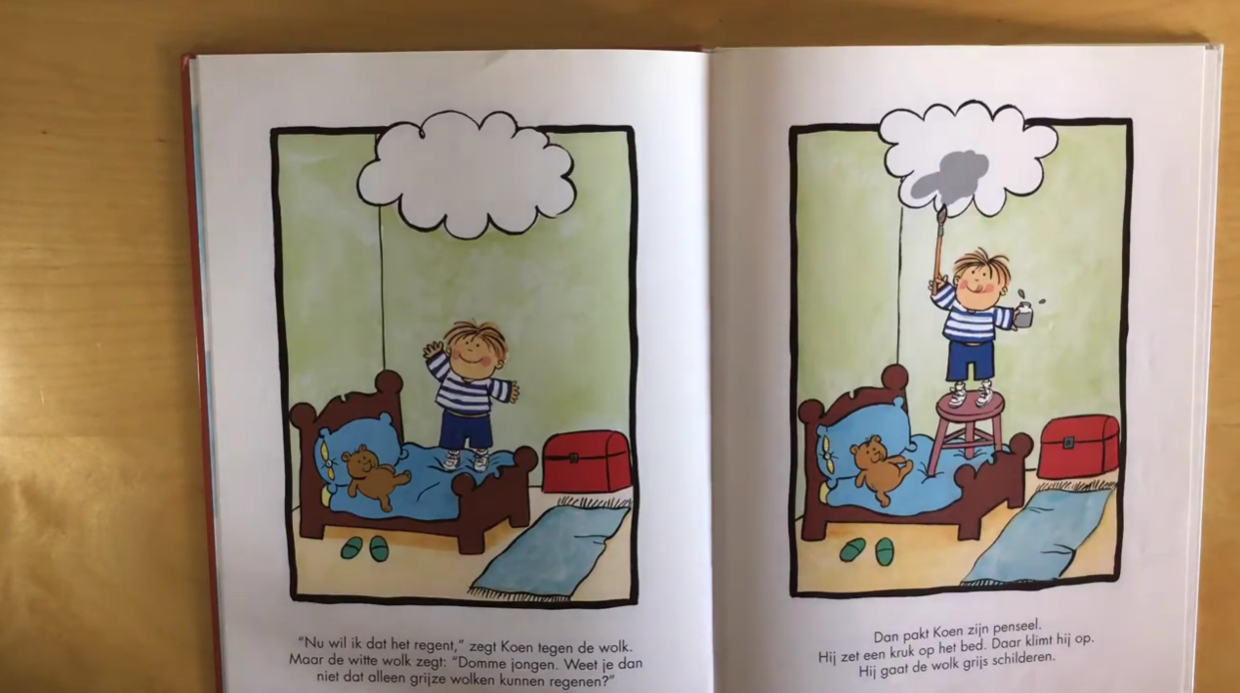 "Nu wil ik dat het regent," zegt Koen tegen de wolk.
Maar de witte wolk zegt: "Domme jongen. Weet je dan
niet dat alleen grijze wolken kunnen regenen?"
Dan pakt Koen zijn penseel.
Hij zet een kruk op het bed. Daar klimt hij op.
Hij gaat de wolk grijs schilderen.